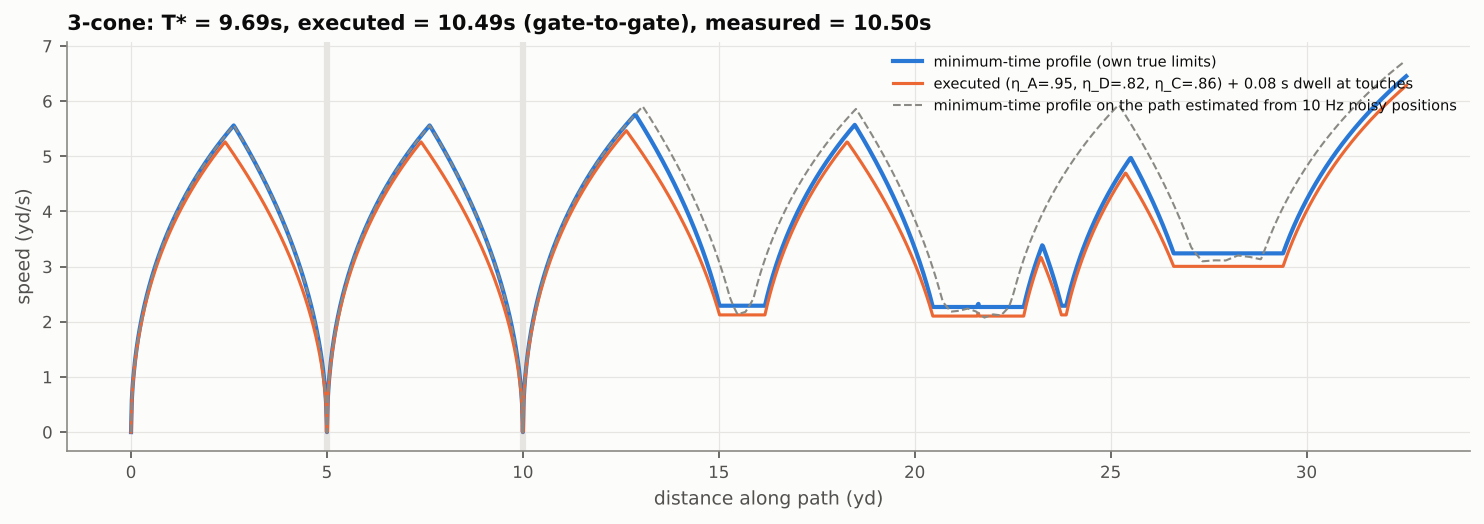 3-cone: T* = 9.69s, executed = 10.49s (gate-to-gate), measured = 10.50s
minimum-time profile (own true limits)
executed (η_A=.95, η_D=.82, η_C=.86) + 0.08 s dwell at touches
minimum-time profile on the path estimated from 10 Hz noisy positions
speed (yd/s)
7
6
5
4
3
2
1
0
0 5 10 15 20 25 30
distance along path (yd)